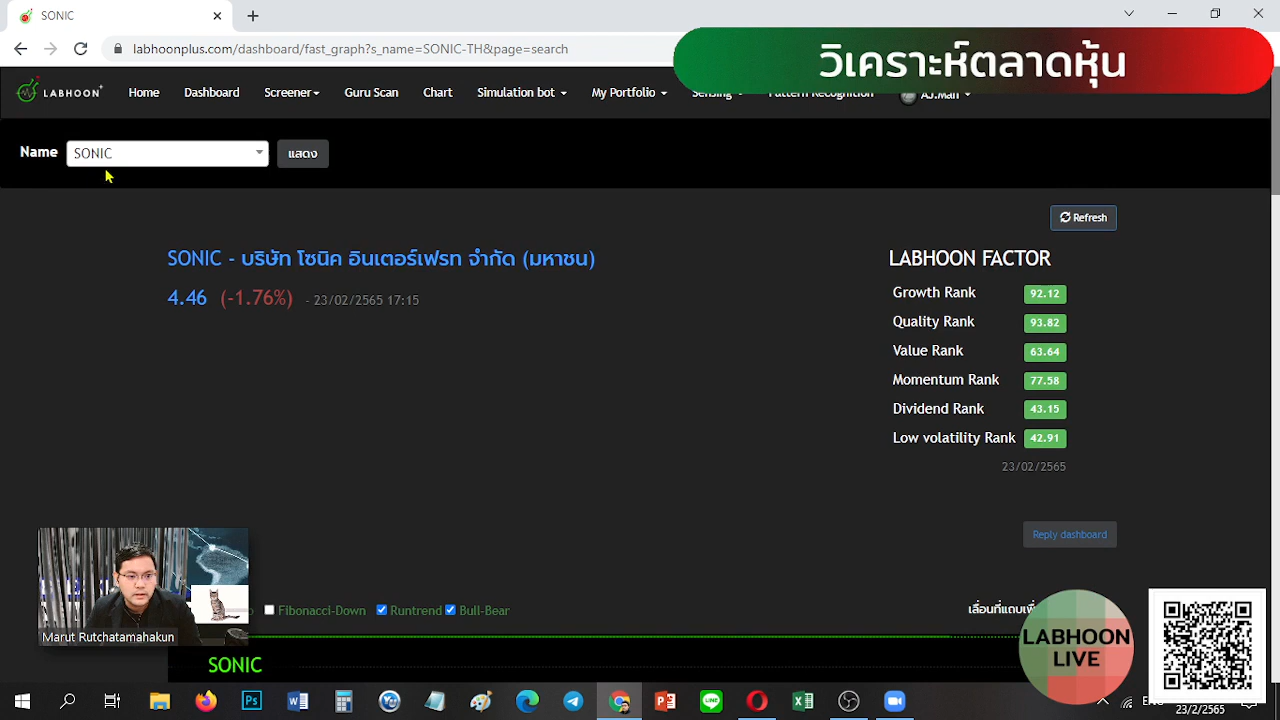 SONIC
labhoonplus.com/dashboard/fast_graph?s_name=SONIC-TH&page=search
วิเคราะห์ตลาดหุ้น
LABHOON+
Home
Dashboard
Screener
Guru Scan
Chart
Simulation bot
My Portfolio
Sensing
Pattern Recognition
AJ.Man
Name
SONIC
แสดง
Refresh
SONIC - บริษัท โซนิค อินเตอร์เฟรท จำกัด (มหาชน)
4.46 (-1.76%) - 23/02/2565 17:15
LABHOON FACTOR
Growth Rank 92.12
Quality Rank 93.82
Value Rank 63.64
Momentum Rank 77.58
Dividend Rank 43.15
Low volatility Rank 42.91
23/02/2565
Reply dashboard
Fibonacci-Down
Runtrend
Bull-Bear
Marut Rutchatamahakun
SONIC
LABHOON
LIVE
23/2/2565